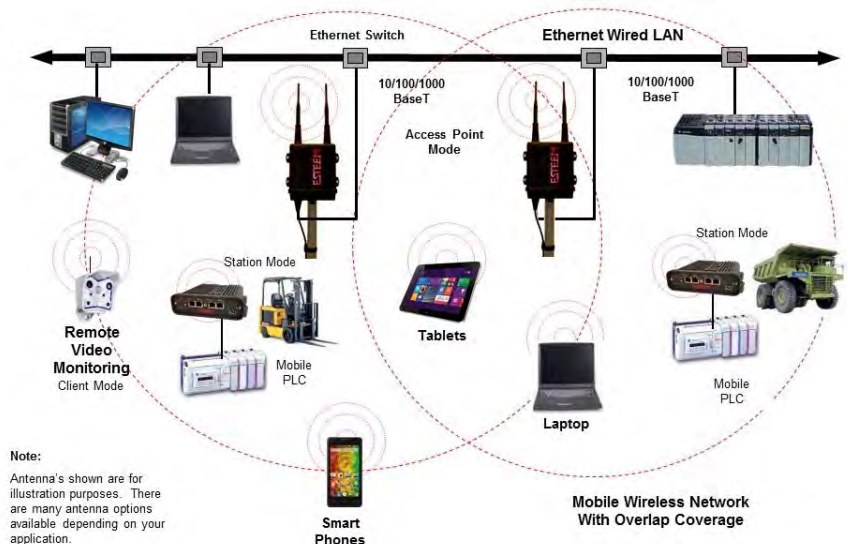 Ethernet Switch
Ethernet Wired LAN
10/100/1000
BaseT
10/100/1000
BaseT
Access Point
Mode
ESTEEM
ESTEEM
Station Mode
Station Mode
Remote
Video
Monitoring
Client Mode
Mobile
PLC
Tablets
Mobile
PLC
Laptop
Note:
Antenna's shown are for
illustration purposes. There
are many antenna options
available depending on your
application.
Smart
Phones
Mobile Wireless Network
With Overlap Coverage